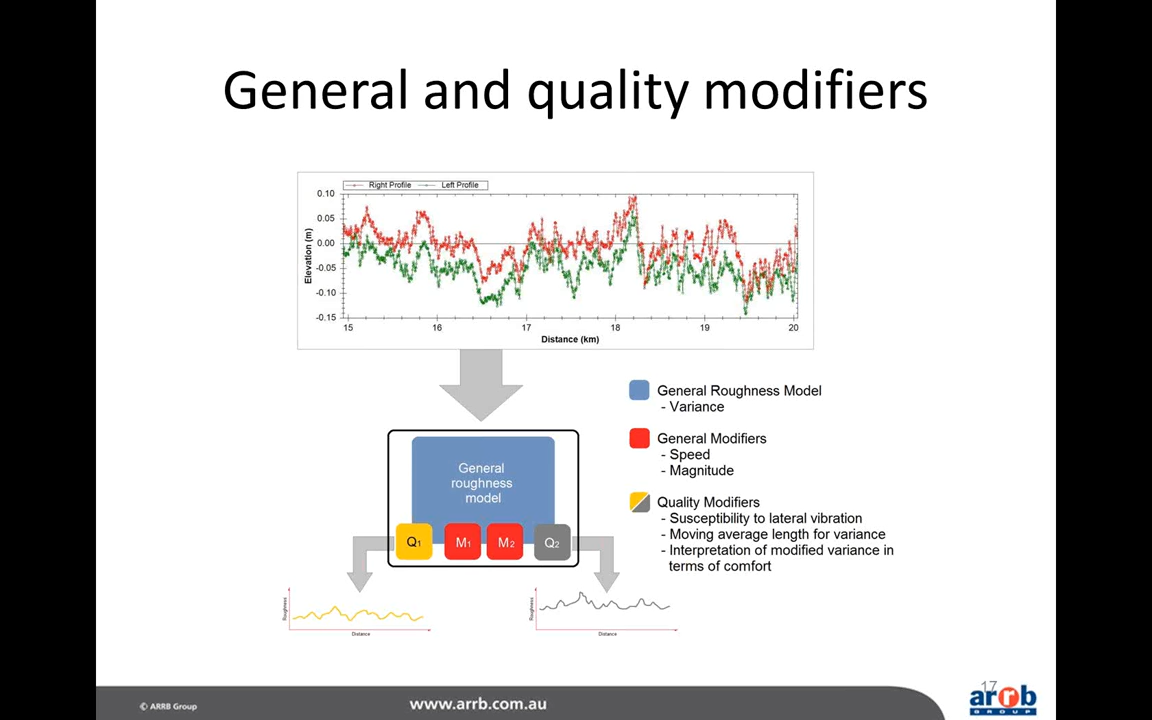 General and quality modifiers
Right Profile Left Profile
0.10
0.05
0.00
-0.05
-0.10
-0.15
Elevation (m)
15 16 17 18 19 20
Distance (km)
General Roughness Model
- Variance
General Modifiers
- Speed
- Magnitude
Quality Modifiers
- Susceptibility to lateral vibration
- Moving average length for variance
- Interpretation of modified variance in
terms of comfort
General
roughness
model
Q1 M1 M2 Q2
Roughness
Distance
Roughness
Distance
© ARRB Group
www.arrb.com.au
17
arrb
GROUP